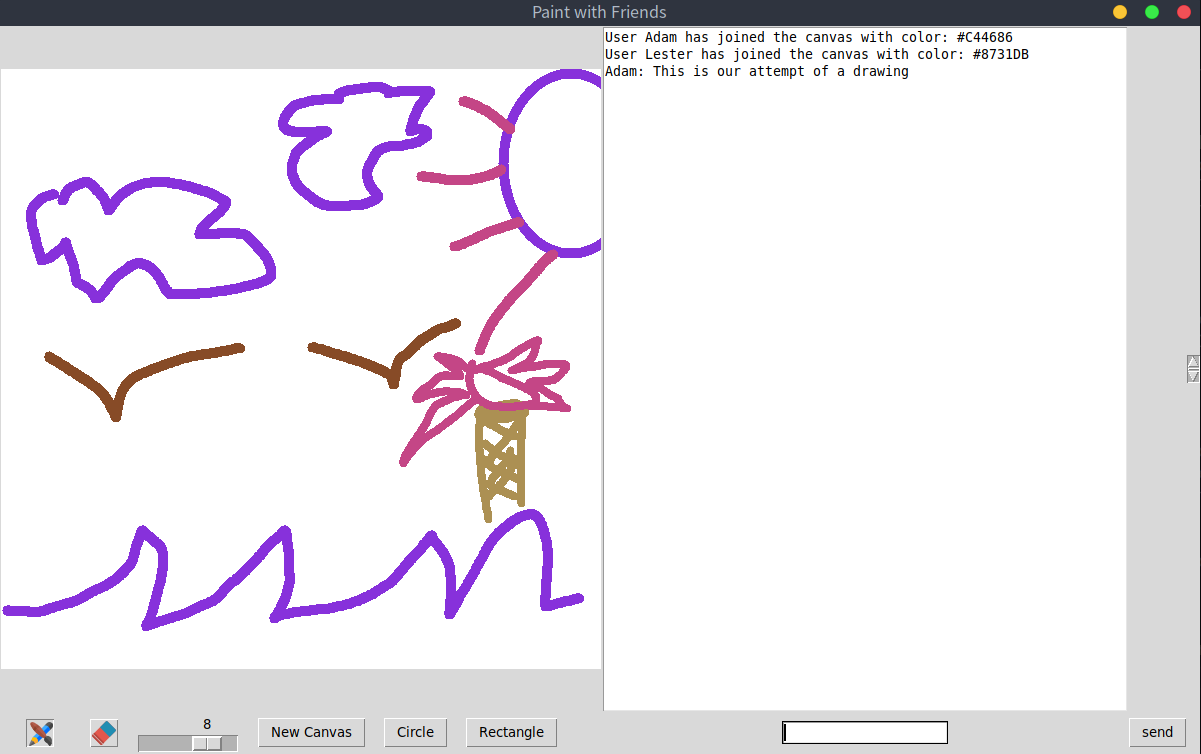 Paint with Friends
User Adam has joined the canvas with color: #C44686
User Lester has joined the canvas with color: #8731DB
Adam: This is our attempt of a drawing
8
New Canvas
Circle
Rectangle
send